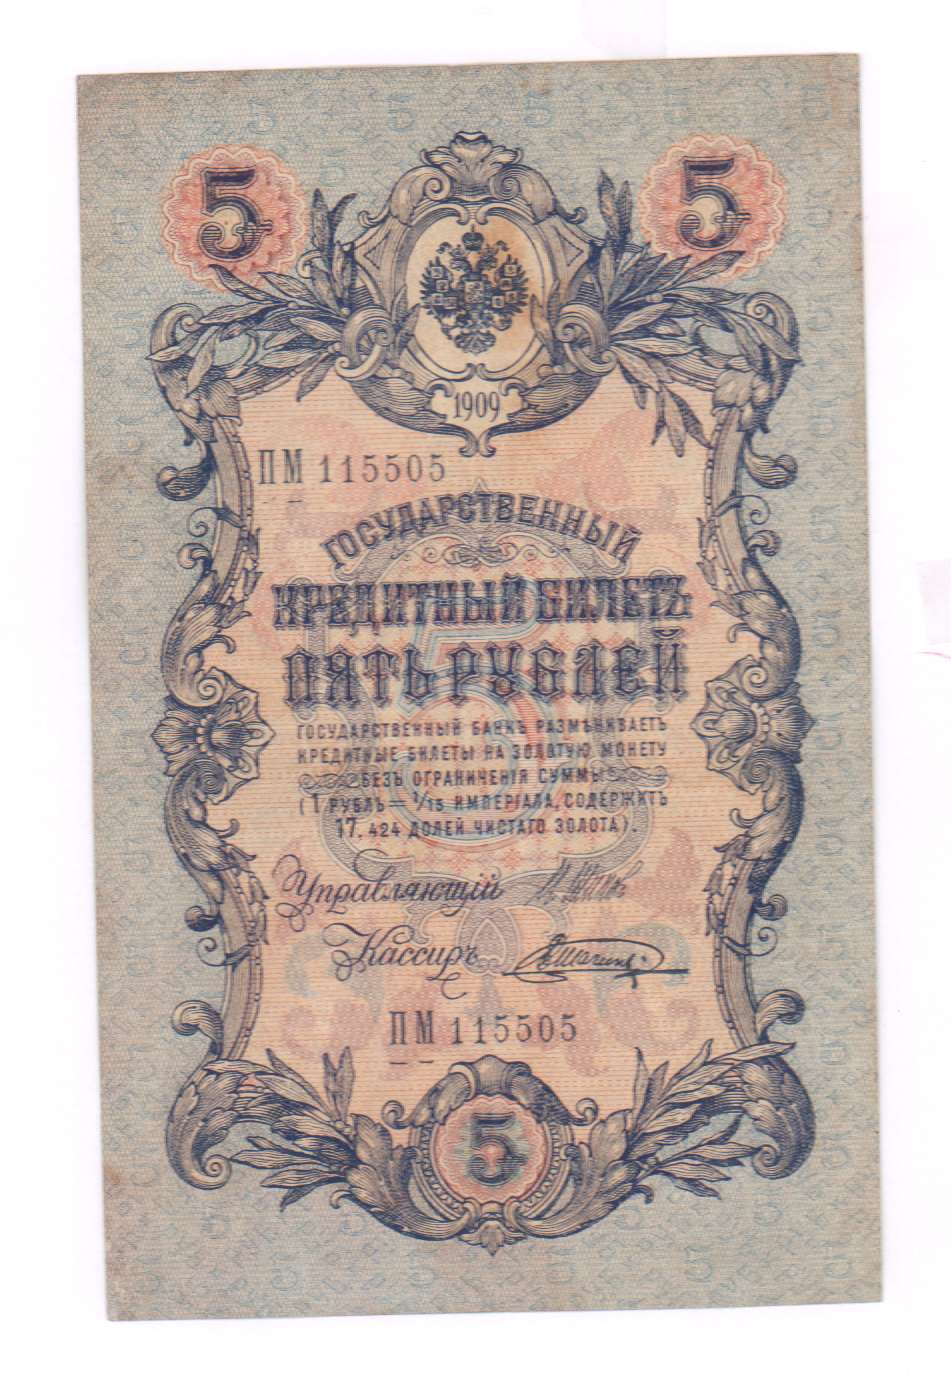 5 5
1909
ПМ 115505
ГОСУДАРСТВЕННЫЙ
КРЕДИТНЫЙ БИЛЕТЪ
ПЯТЬ РУБЛЕЙ
ГОСУДАРСТВЕННЫЙ БАНКЪ РАЗМѢНИВАЕТЪ
КРЕДИТНЫЕ БИЛЕТЫ НА ЗОЛОТУЮ МОНЕТУ
БЕЗЪ ОГРАНИЧЕНІЯ СУММЫ
(1 РУБЛЬ — 1/15 ИМПЕРІАЛА, СОДЕРЖИТЪ
17,424 ДОЛЕЙ ЧИСТАГО ЗОЛОТА).
Управляющій
Кассиръ
ПМ 115505
5